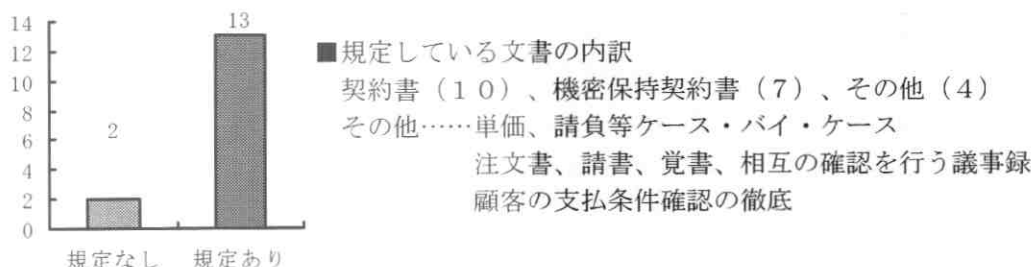 14
12
10
8
6
4
2
0
2
13
規定なし 規定あり
■規定している文書の内訳
契約書（１０）、機密保持契約書（７）、その他（４）
その他……単価、請負等ケース・バイ・ケース
注文書、請書、覚書、相互の確認を行う議事録
顧客の支払条件確認の徹底